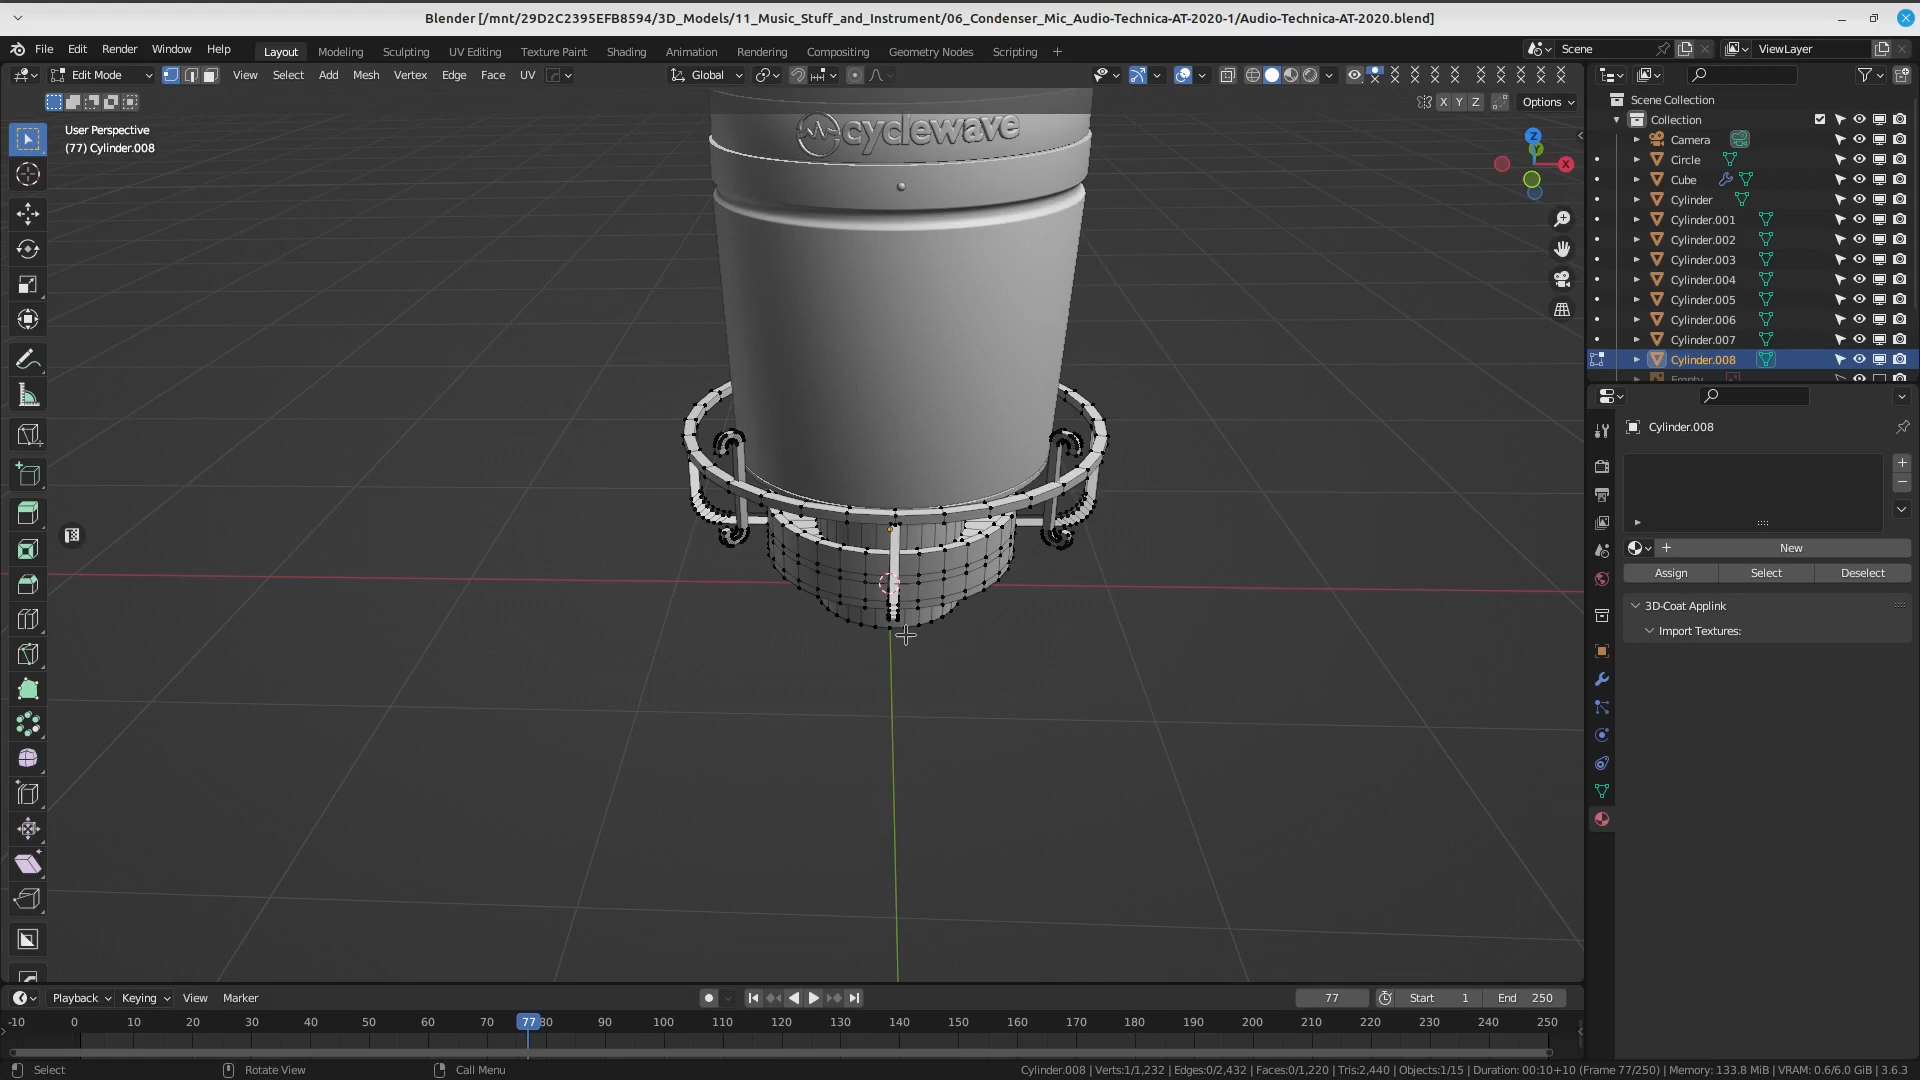 Blender [/mnt/29D2C2395EFB8594/3D_Models/11_Music_Stuff_and_Instrument/06_Condenser_Mic_Audio-Technica-AT-2020-1/Audio-Technica-AT-2020.blend]
File Edit Render Window Help Layout Modeling Sculpting UV Editing Texture Paint Shading Animation Rendering Compositing Geometry Nodes Scripting + Scene ViewLayer
Edit Mode View Select Add Mesh Vertex Edge Face UV Global
X Y Z Options
User Perspective
(77) Cylinder.008
cyclewave
Z
Y
X
Scene Collection
Collection
Camera
Circle
Cube
Cylinder
Cylinder.001
Cylinder.002
Cylinder.003
Cylinder.004
Cylinder.005
Cylinder.006
Cylinder.007
Cylinder.008
Empty
Cylinder.008
New
Assign Select Deselect
3D-Coat Applink
Import Textures:
Playback Keying View Marker 77 Start 1 End 250
-10 0 10 20 30 40 50 60 70 77 80 90 100 110 120 130 140 150 160 170 180 190 200 210 220 230 240 250
Select Rotate View Call Menu Cylinder.008 | Verts:1/1,232 | Edges:0/2,432 | Faces:0/1,220 | Tris:2,440 | Objects:1/15 | Duration: 00:10+10 (Frame 77/250) | Memory: 133.8 MiB | VRAM: 0.6/6.0 GiB | 3.6.3